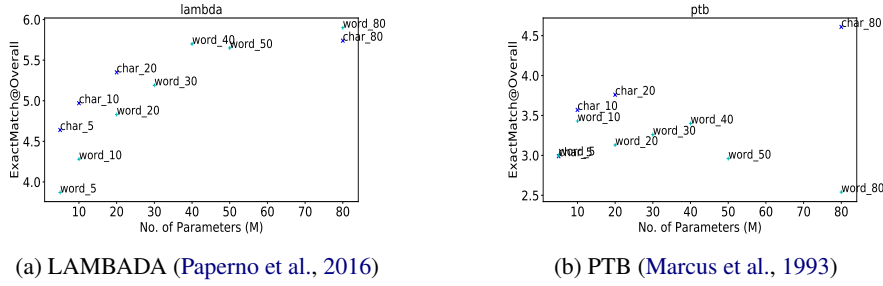 lambda
ExactMatch@Overall
6.0
5.5
5.0
4.5
4.0
word_80
char_80
word_40
word_50
char_20
word_30
char_10
word_20
char_5
word_10
word_5
10 20 30 40 50 60 70 80
No. of Parameters (M)
(a) LAMBADA (Paperno et al., 2016)
ptb
ExactMatch@Overall
4.5
4.0
3.5
3.0
2.5
char_80
char_20
char_10
word_10
word_40
word_30
word_20
word_5
char_5
word_50
word_80
10 20 30 40 50 60 70 80
No. of Parameters (M)
(b) PTB (Marcus et al., 1993)